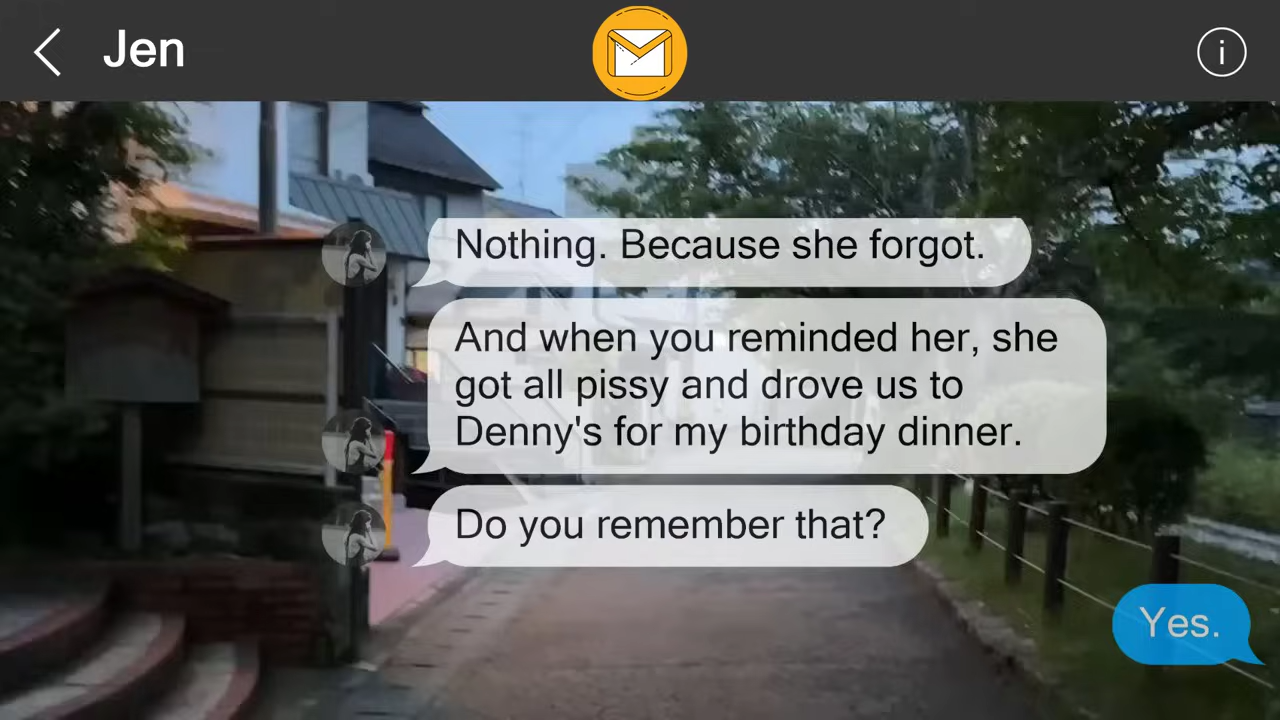 Jen
i
Nothing. Because she forgot.
And when you reminded her, she
got all pissy and drove us to
Denny's for my birthday dinner.
Do you remember that?
Yes.